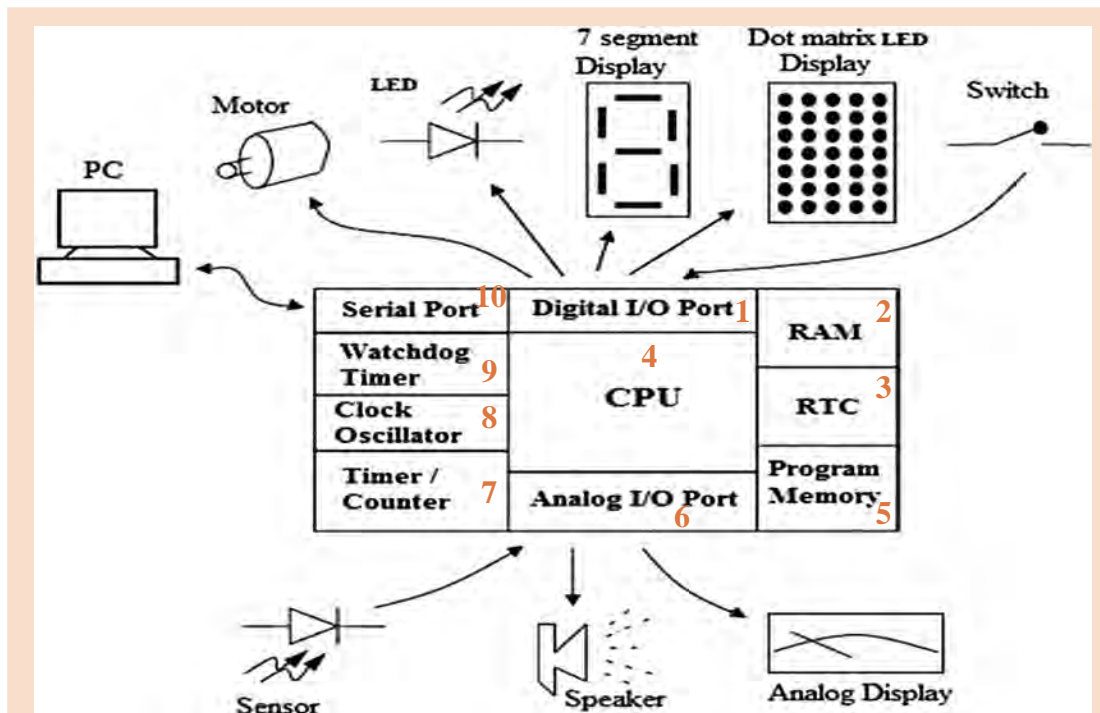 7 segment
Display
Dot matrix LED
Display
LED
Motor
Switch
PC
Serial Port 10
Digital I/O Port 1
RAM 2
Watchdog
Timer 9
4
CPU
RTC 3
Clock
Oscillator 8
Timer /
Counter 7
Analog I/O Port
6
Program
Memory 5
Sensor
Speaker
Analog Display